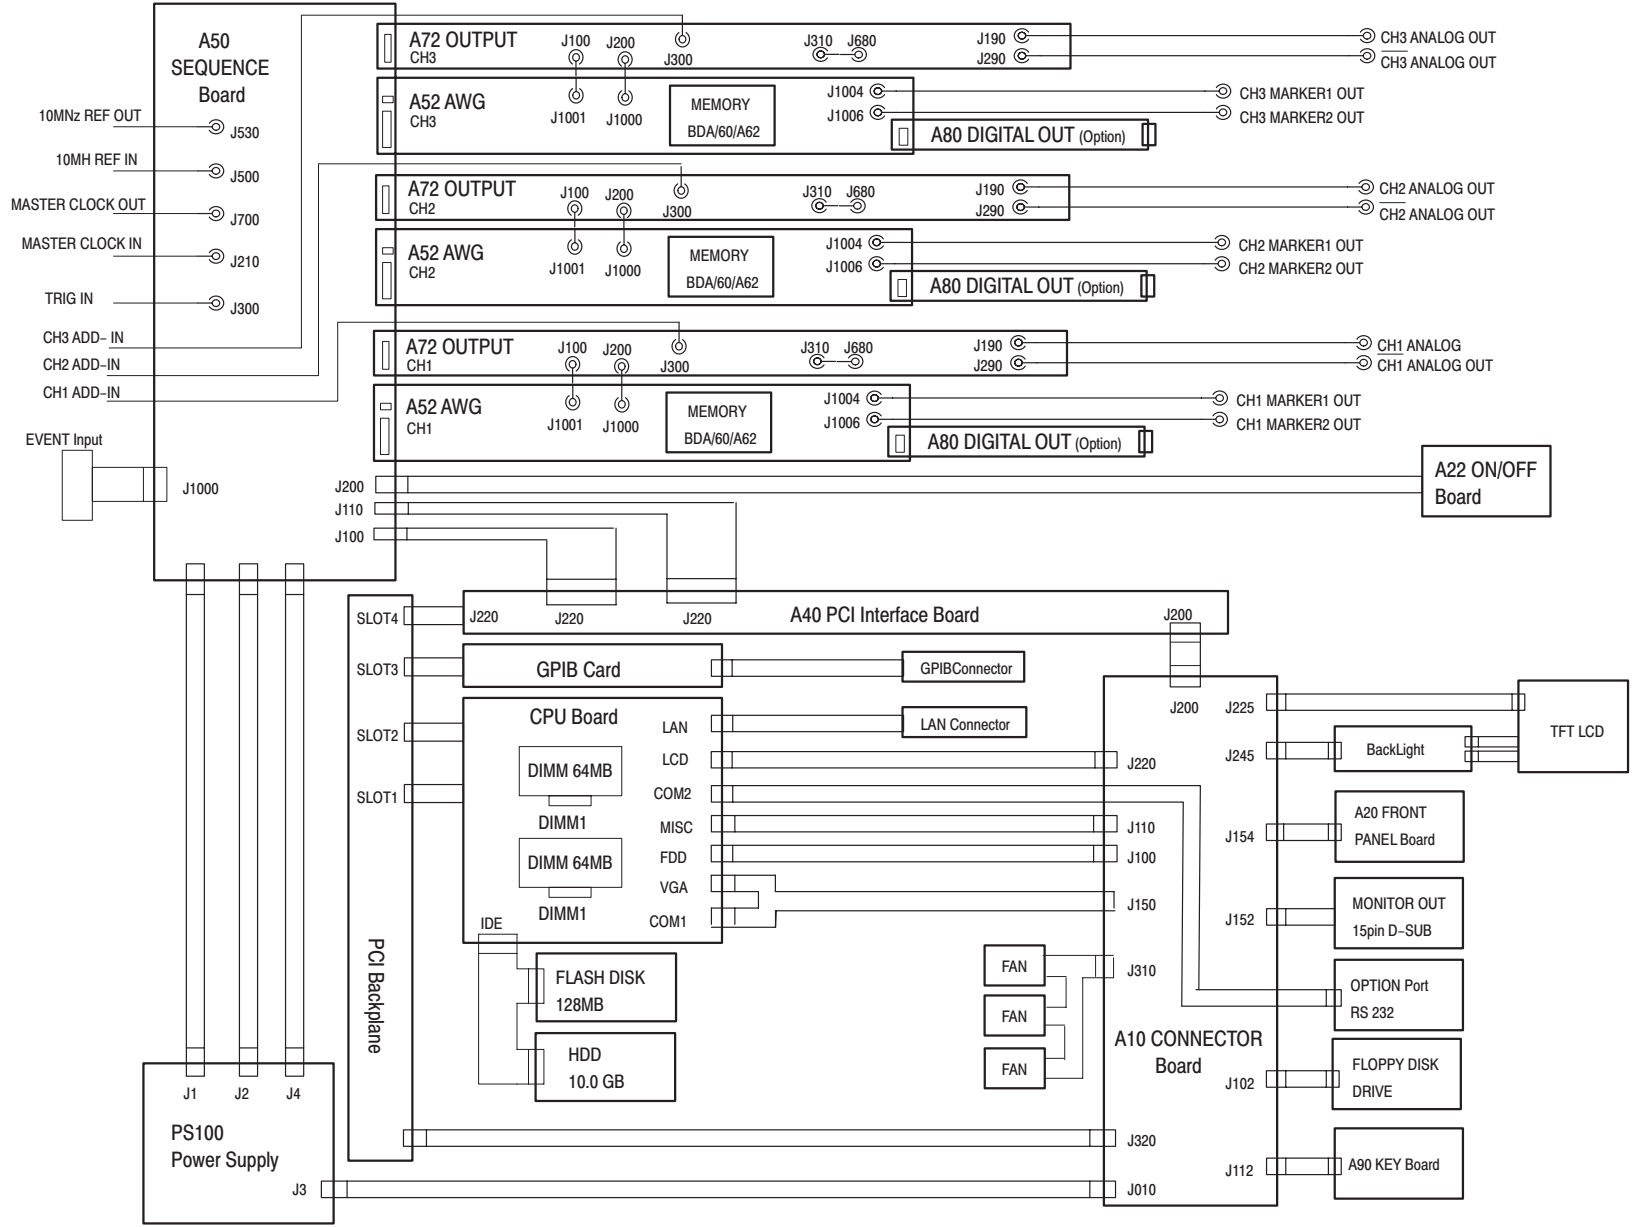 A50
SEQUENCE
Board
10MNz REF OUT
J530
10MH REF IN
J500
MASTER CLOCK OUT
J700
MASTER CLOCK IN
J210
TRIG IN
J300
CH3 ADD- IN
CH2 ADD-IN
CH1 ADD-IN
EVENT Input
J1000
J200
J110
J100
A72 OUTPUT
CH3
J100
J200
J300
J310
J680
J190
J290
CH3 ANALOG OUT
CH3 ANALOG OUT
A52 AWG
CH3
J1001
J1000
MEMORY
BDA/60/A62
J1004
J1006
CH3 MARKER1 OUT
CH3 MARKER2 OUT
A80 DIGITAL OUT (Option)
A72 OUTPUT
CH2
J100
J200
J300
J310
J680
J190
J290
CH2 ANALOG OUT
CH2 ANALOG OUT
A52 AWG
CH2
J1001
J1000
MEMORY
BDA/60/A62
J1004
J1006
CH2 MARKER1 OUT
CH2 MARKER2 OUT
A80 DIGITAL OUT (Option)
A72 OUTPUT
CH1
J100
J200
J300
J310
J680
J190
J290
CH1 ANALOG
CH1 ANALOG OUT
A52 AWG
CH1
J1001
J1000
MEMORY
BDA/60/A62
J1004
J1006
CH1 MARKER1 OUT
CH1 MARKER2 OUT
A80 DIGITAL OUT (Option)
A22 ON/OFF
Board
SLOT4
SLOT3
SLOT2
SLOT1
PCI Backplane
J220
J220
J220
A40 PCI Interface Board
J200
GPIB Card
GPIBConnector
CPU Board
DIMM 64MB
DIMM1
DIMM 64MB
DIMM1
LAN
LCD
COM2
MISC
FDD
VGA
COM1
IDE
LAN Connector
FLASH DISK
128MB
HDD
10.0 GB
FAN
FAN
FAN
J200
J220
J110
J100
J150
J310
A10 CONNECTOR
Board
J320
J010
J225
J245
J154
J152
J102
J112
TFT LCD
BackLight
A20 FRONT
PANEL Board
MONITOR OUT
15pin D-SUB
OPTION Port
RS 232
FLOPPY DISK
DRIVE
A90 KEY Board
J1
J2
J4
PS100
Power Supply
J3